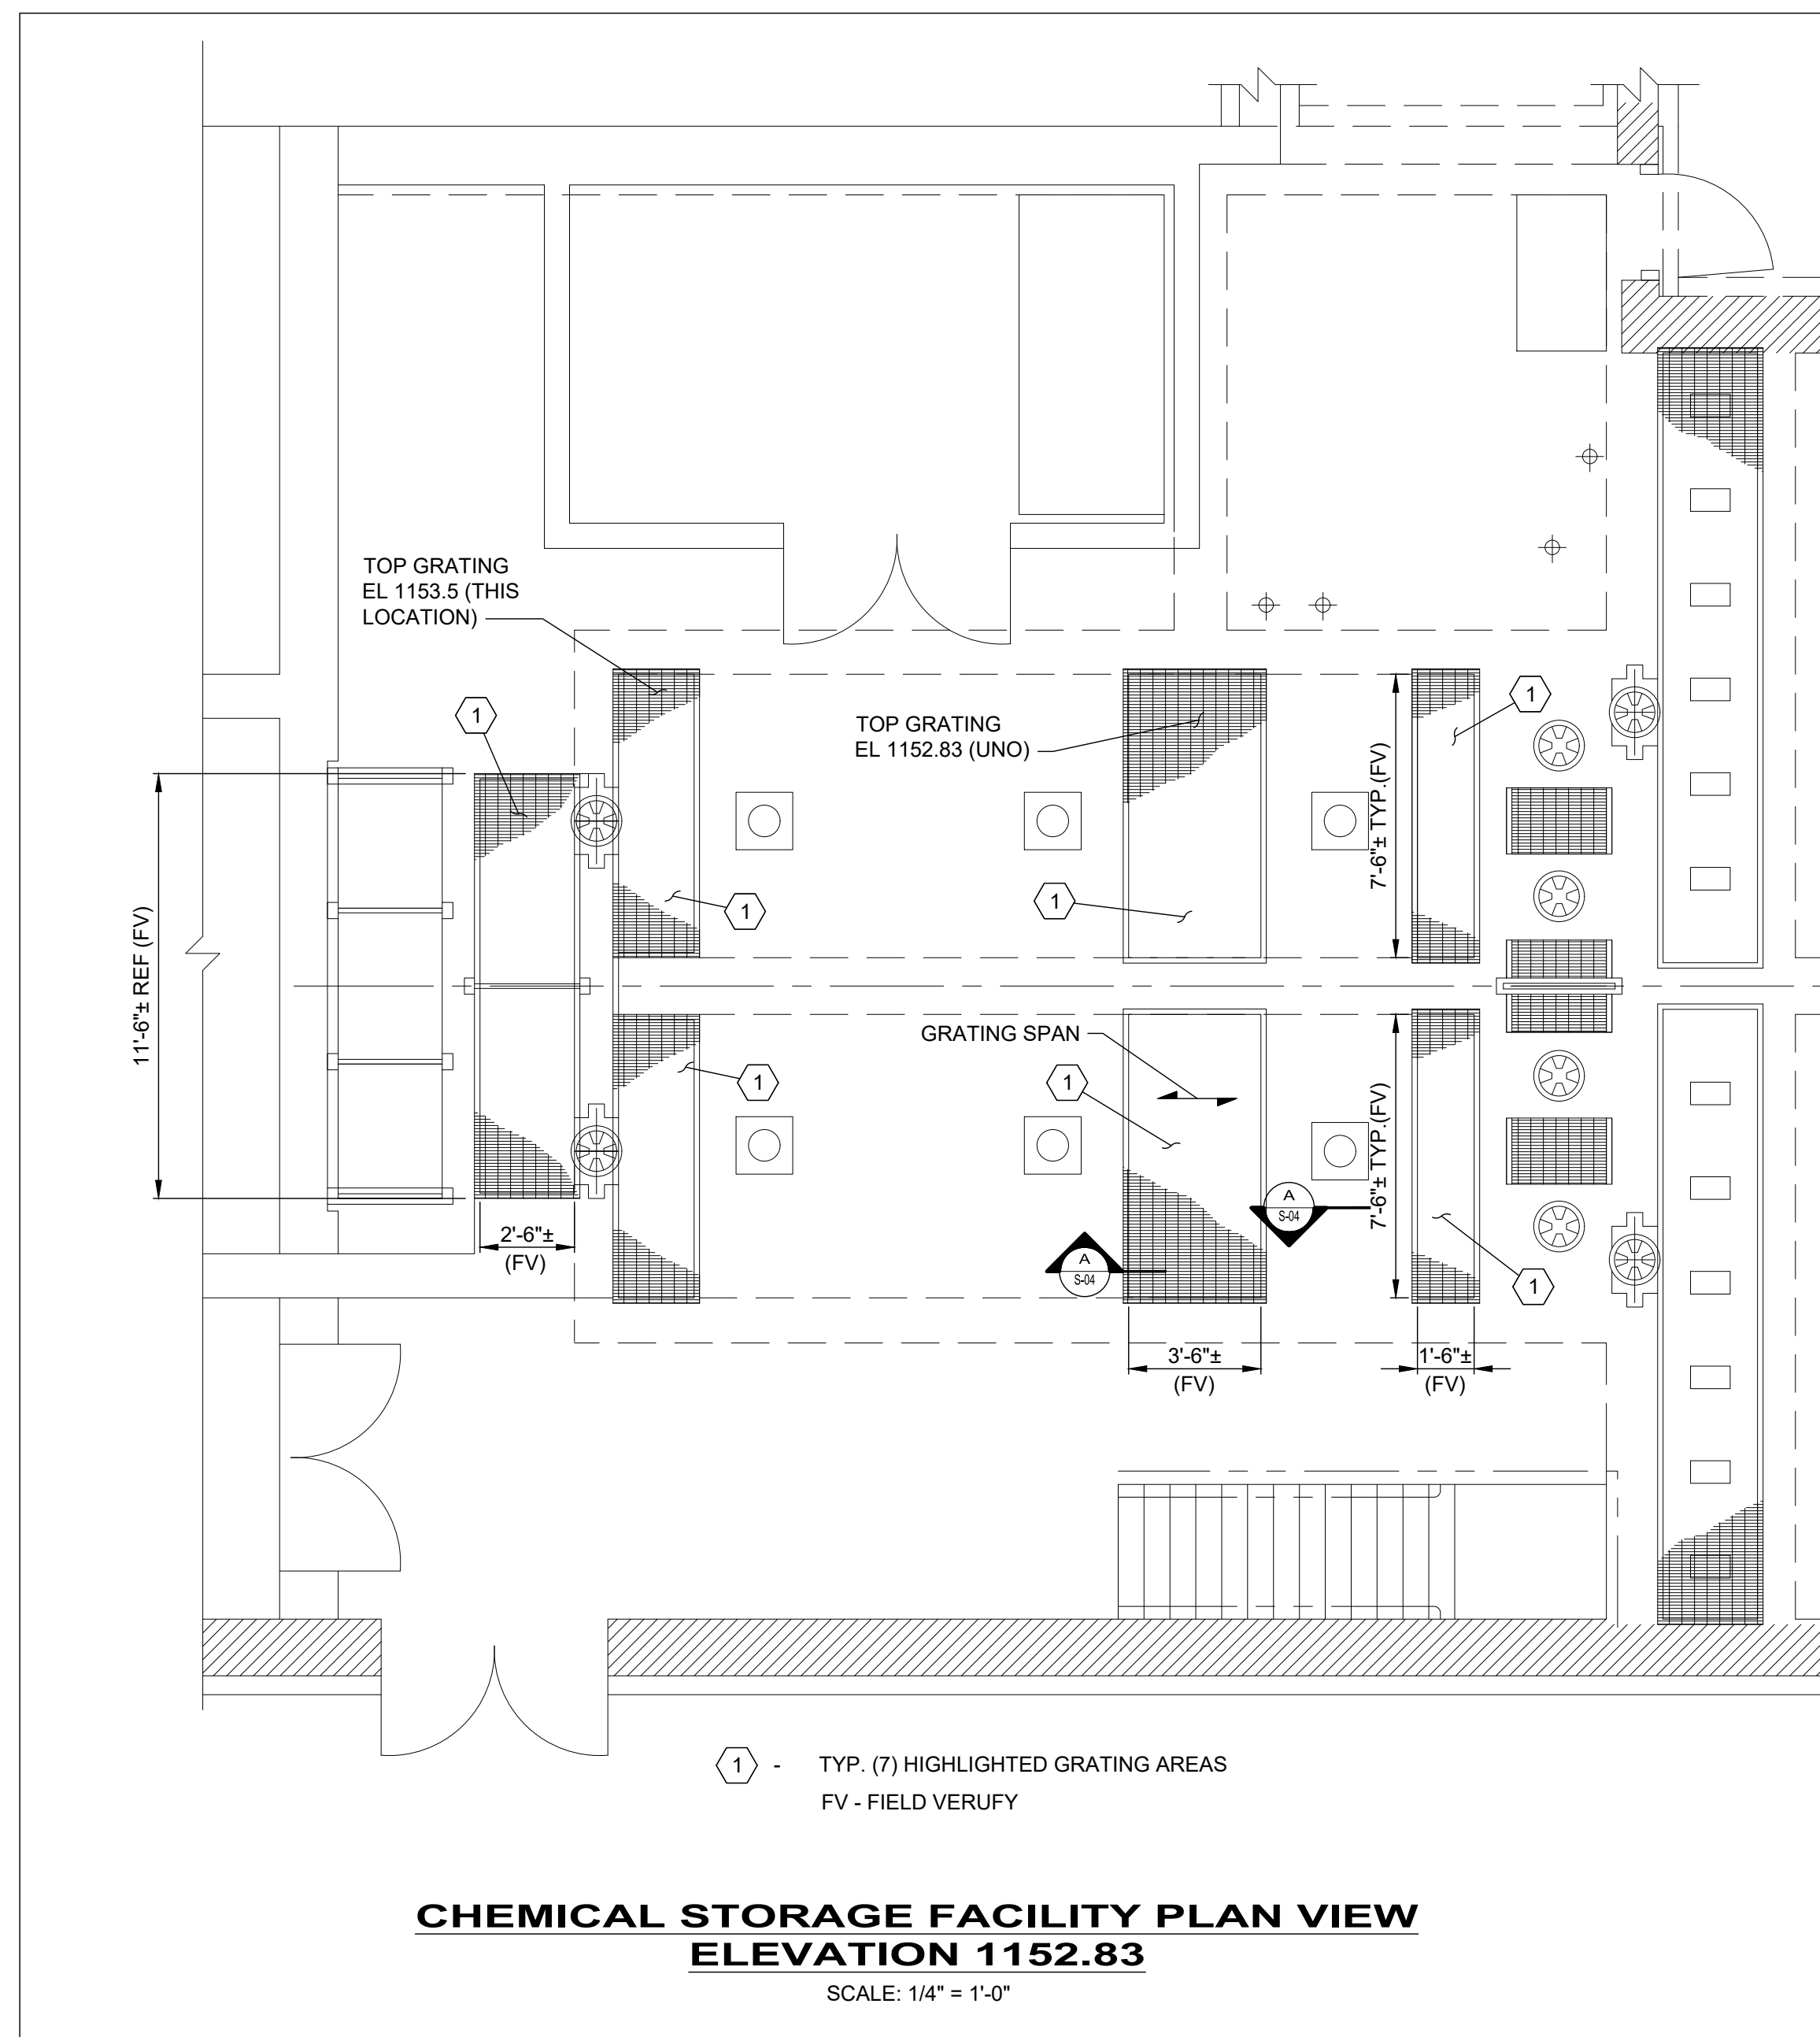 TOP GRATING
EL 1153.5 (THIS
LOCATION)
1
TOP GRATING
EL 1152.83 (UNO)
1
7'-6"± TYP.(FV)
1
1
11'-6"± REF (FV)
GRATING SPAN
1
1
7'-6"± TYP.(FV)
A
S-04
A
S-04
2'-6"±
(FV)
1
3'-6"±
(FV)
1'-6"±
(FV)
1 - TYP. (7) HIGHLIGHTED GRATING AREAS
FV - FIELD VERUFY
CHEMICAL STORAGE FACILITY PLAN VIEW
ELEVATION 1152.83
SCALE: 1/4" = 1'-0"